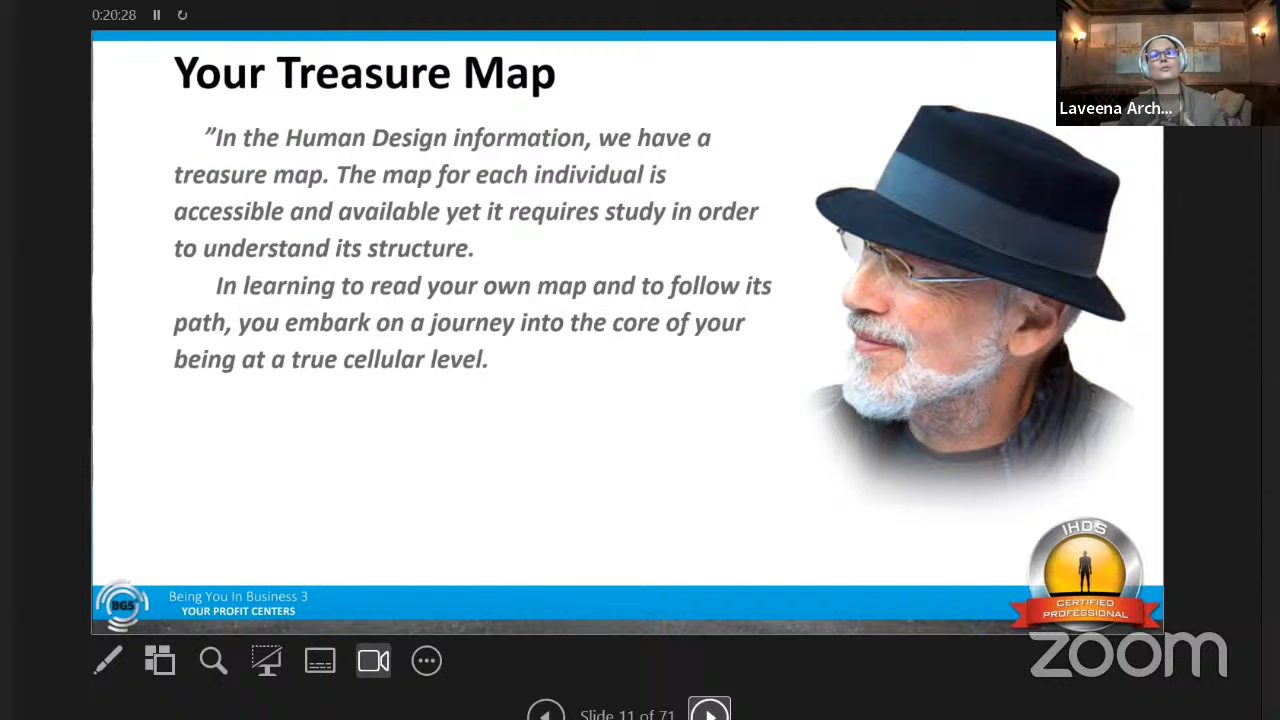 0:20:28
Your Treasure Map
Laveena Arch...
”In the Human Design information, we have a
treasure map. The map for each individual is
accessible and available yet it requires study in order
to understand its structure.
In learning to read your own map and to follow its
path, you embark on a journey into the core of your
being at a true cellular level.
IHDS
CERTIFIED
PROFESSIONAL
BG5
Being You In Business 3
YOUR PROFIT CENTERS
zoom
Slide 11 of 71